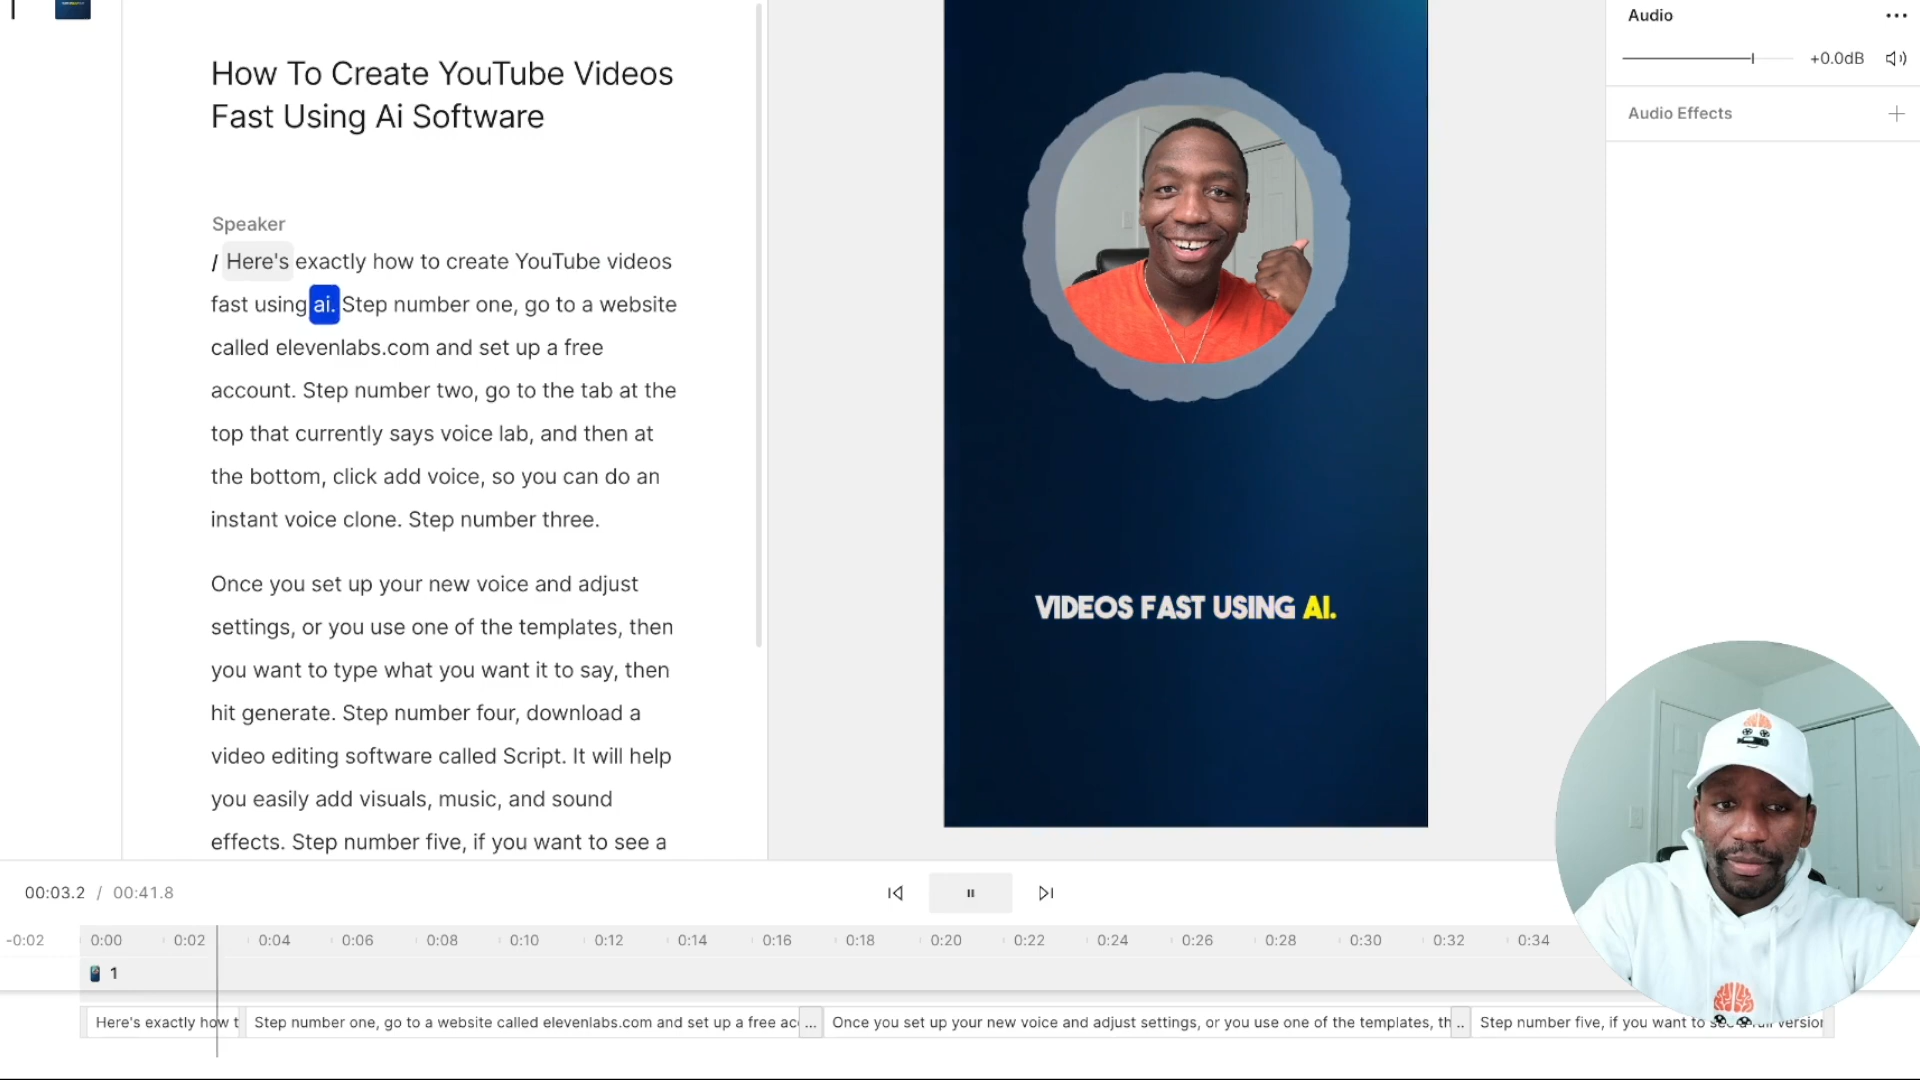 Audio
+0.0dB
Audio Effects
How To Create YouTube Videos
Fast Using Ai Software
Speaker
/ Here's exactly how to create YouTube videos
fast using ai. Step number one, go to a website
called elevenlabs.com and set up a free
account. Step number two, go to the tab at the
top that currently says voice lab, and then at
the bottom, click add voice, so you can do an
instant voice clone. Step number three.
Once you set up your new voice and adjust
settings, or you use one of the templates, then
you want to type what you want it to say, then
hit generate. Step number four, download a
video editing software called Script. It will help
you easily add visuals, music, and sound
effects. Step number five, if you want to see a
VIDEOS FAST USING AI.
00:03.2 / 00:41.8
-0:02 0:00 0:02 0:04 0:06 0:08 0:10 0:12 0:14 0:16 0:18 0:20 0:22 0:24 0:26 0:28 0:30 0:32 0:34
1
Here's exactly how t Step number one, go to a website called elevenlabs.com and set up a free acc ... Once you set up your new voice and adjust settings, or you use one of the templates, th .. Step number five, if you want to see a full version